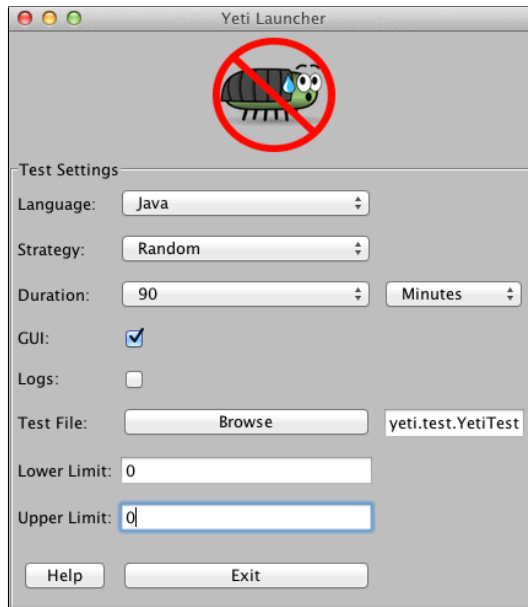 Yeti Launcher
Test Settings
Language: Java
Strategy: Random
Duration: 90 Minutes
GUI:
Logs:
Test File: Browse yeti.test.YetiTest
Lower Limit: 0
Upper Limit: 0
Help Exit